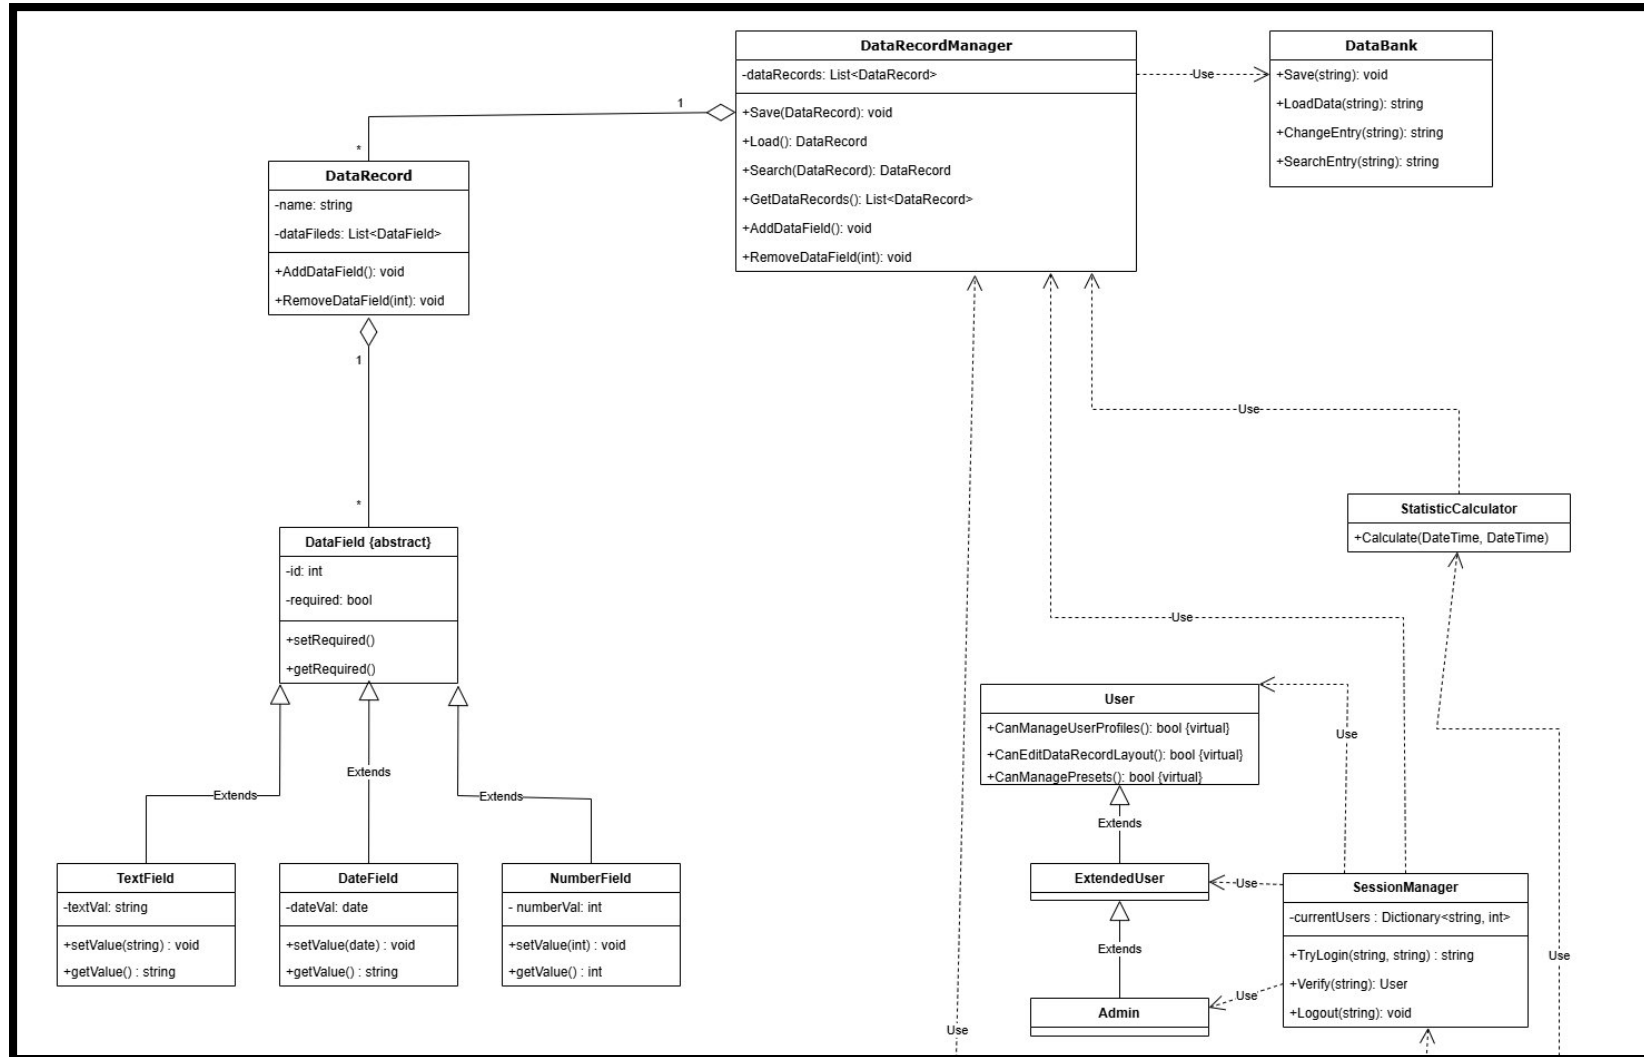 DataRecordManager
-dataRecords: List<DataRecord>
+Save(DataRecord): void
+Load(): DataRecord
+Search(DataRecord): DataRecord
+GetDataRecords(): List<DataRecord>
+AddDataField(): void
+RemoveDataField(int): void
Use
DataBank
+Save(string): void
+LoadData(string): string
+ChangeEntry(string): string
+SearchEntry(string): string
1
*
DataRecord
-name: string
-dataFileds: List<DataField>
+AddDataField(): void
+RemoveDataField(int): void
1
*
DataField {abstract}
-id: int
-required: bool
+setRequired()
+getRequired()
Extends
Extends
Extends
TextField
-textVal: string
+setValue(string) : void
+getValue() : string
DateField
-dateVal: date
+setValue(date) : void
+getValue() : string
NumberField
- numberVal: int
+setValue(int) : void
+getValue() : int
Use
StatisticCalculator
+Calculate(DateTime, DateTime)
Use
User
+CanManageUserProfiles(): bool {virtual}
+CanEditDataRecordLayout(): bool {virtual}
+CanManagePresets(): bool {virtual}
Use
Extends
ExtendedUser
Use
Extends
Admin
Use
SessionManager
-currentUsers : Dictionary<string, int>
+TryLogin(string, string) : string
+Verify(string): User
+Logout(string): void
Use
Use